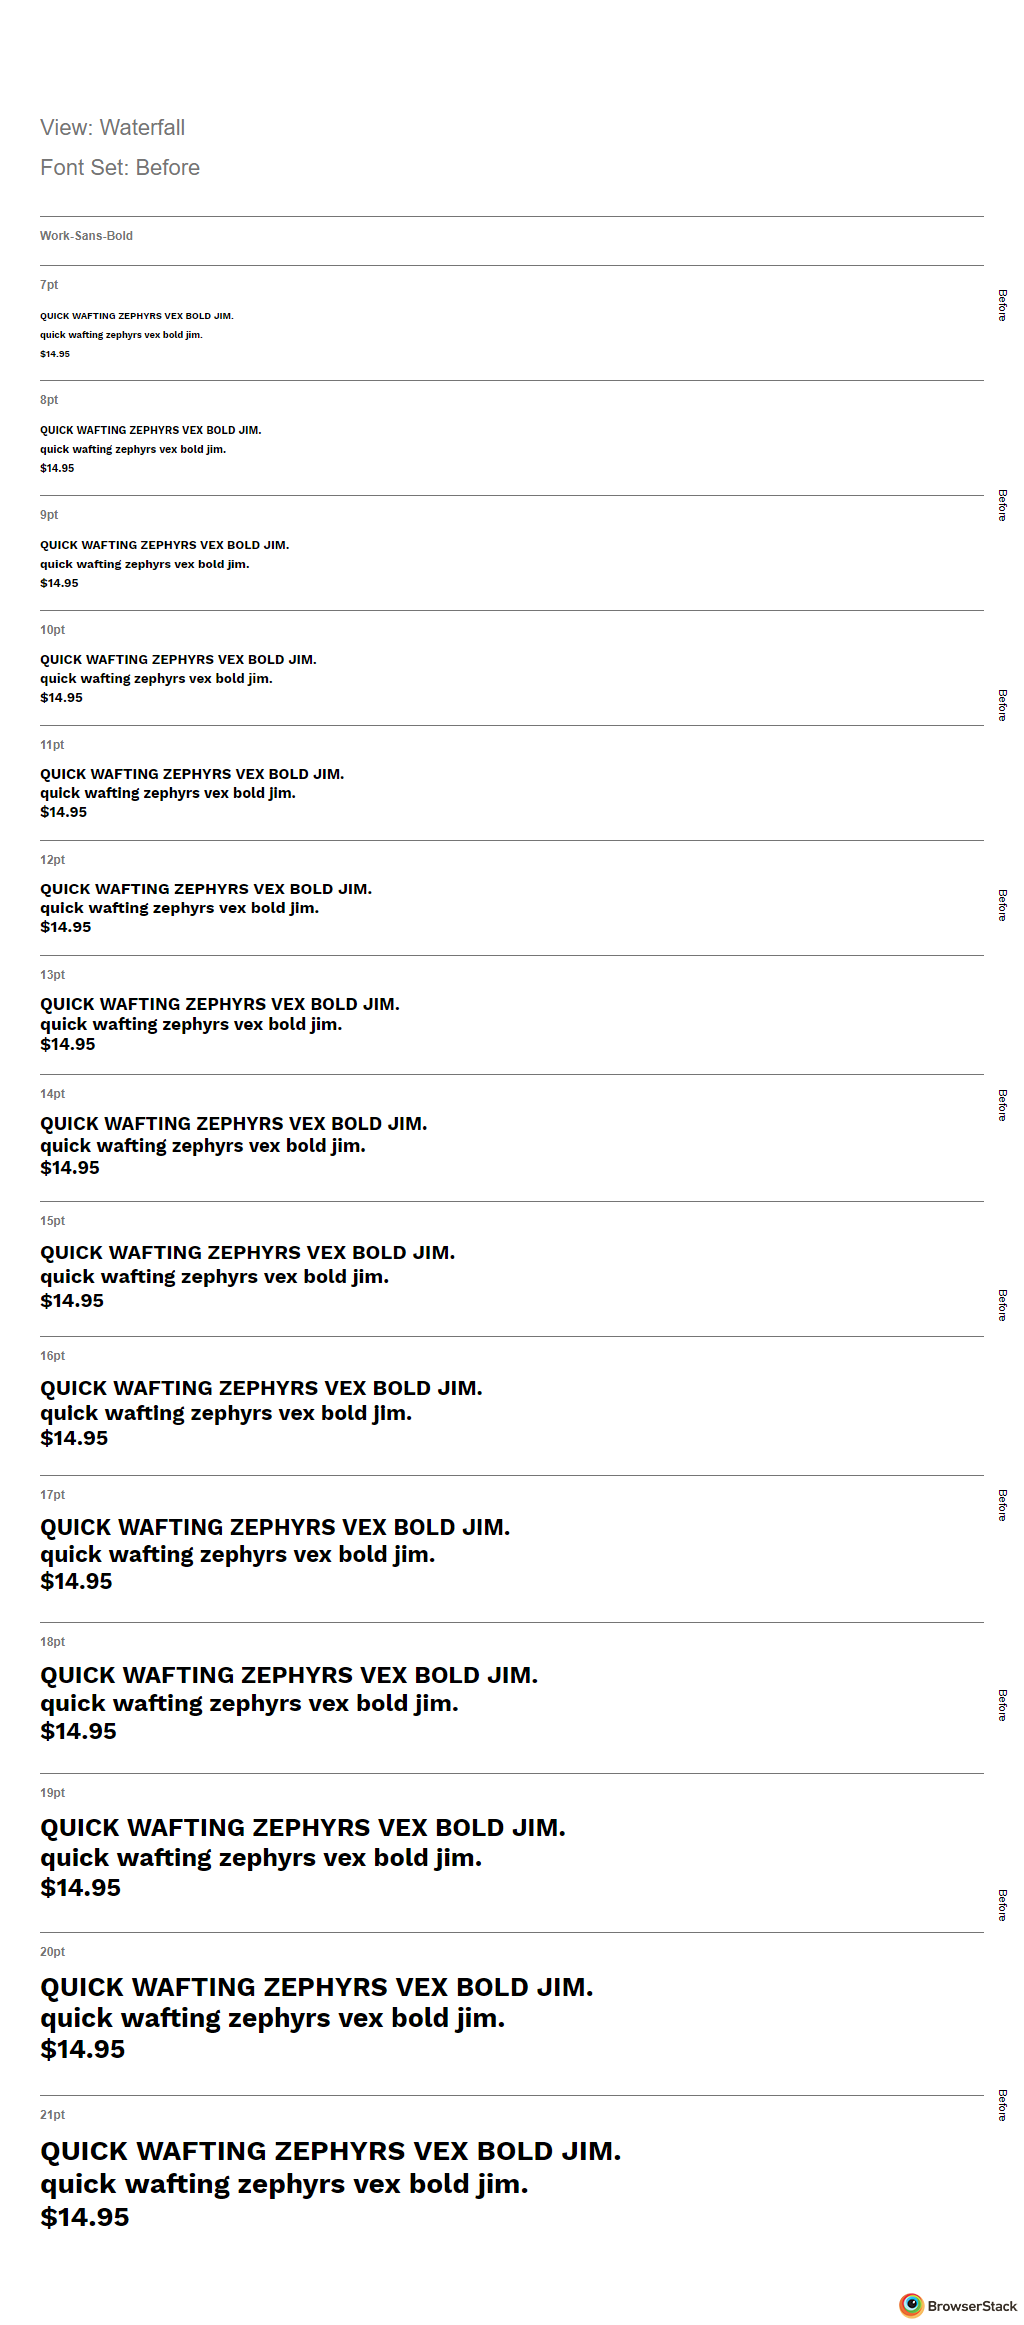 View: Waterfall
Font Set: Before
Work-Sans-Bold
7pt
QUICK WAFTING ZEPHYRS VEX BOLD JIM.
quick wafting zephyrs vex bold jim.
$14.95
Before
8pt
QUICK WAFTING ZEPHYRS VEX BOLD JIM.
quick wafting zephyrs vex bold jim.
$14.95
Before
9pt
QUICK WAFTING ZEPHYRS VEX BOLD JIM.
quick wafting zephyrs vex bold jim.
$14.95
10pt
QUICK WAFTING ZEPHYRS VEX BOLD JIM.
quick wafting zephyrs vex bold jim.
$14.95
Before
11pt
QUICK WAFTING ZEPHYRS VEX BOLD JIM.
quick wafting zephyrs vex bold jim.
$14.95
12pt
QUICK WAFTING ZEPHYRS VEX BOLD JIM.
quick wafting zephyrs vex bold jim.
$14.95
Before
13pt
QUICK WAFTING ZEPHYRS VEX BOLD JIM.
quick wafting zephyrs vex bold jim.
$14.95
14pt
QUICK WAFTING ZEPHYRS VEX BOLD JIM.
quick wafting zephyrs vex bold jim.
$14.95
Before
15pt
QUICK WAFTING ZEPHYRS VEX BOLD JIM.
quick wafting zephyrs vex bold jim.
$14.95
Before
16pt
QUICK WAFTING ZEPHYRS VEX BOLD JIM.
quick wafting zephyrs vex bold jim.
$14.95
17pt
QUICK WAFTING ZEPHYRS VEX BOLD JIM.
quick wafting zephyrs vex bold jim.
$14.95
Before
18pt
QUICK WAFTING ZEPHYRS VEX BOLD JIM.
quick wafting zephyrs vex bold jim.
$14.95
Before
19pt
QUICK WAFTING ZEPHYRS VEX BOLD JIM.
quick wafting zephyrs vex bold jim.
$14.95
Before
20pt
QUICK WAFTING ZEPHYRS VEX BOLD JIM.
quick wafting zephyrs vex bold jim.
$14.95
Before
21pt
QUICK WAFTING ZEPHYRS VEX BOLD JIM.
quick wafting zephyrs vex bold jim.
$14.95
BrowserStack